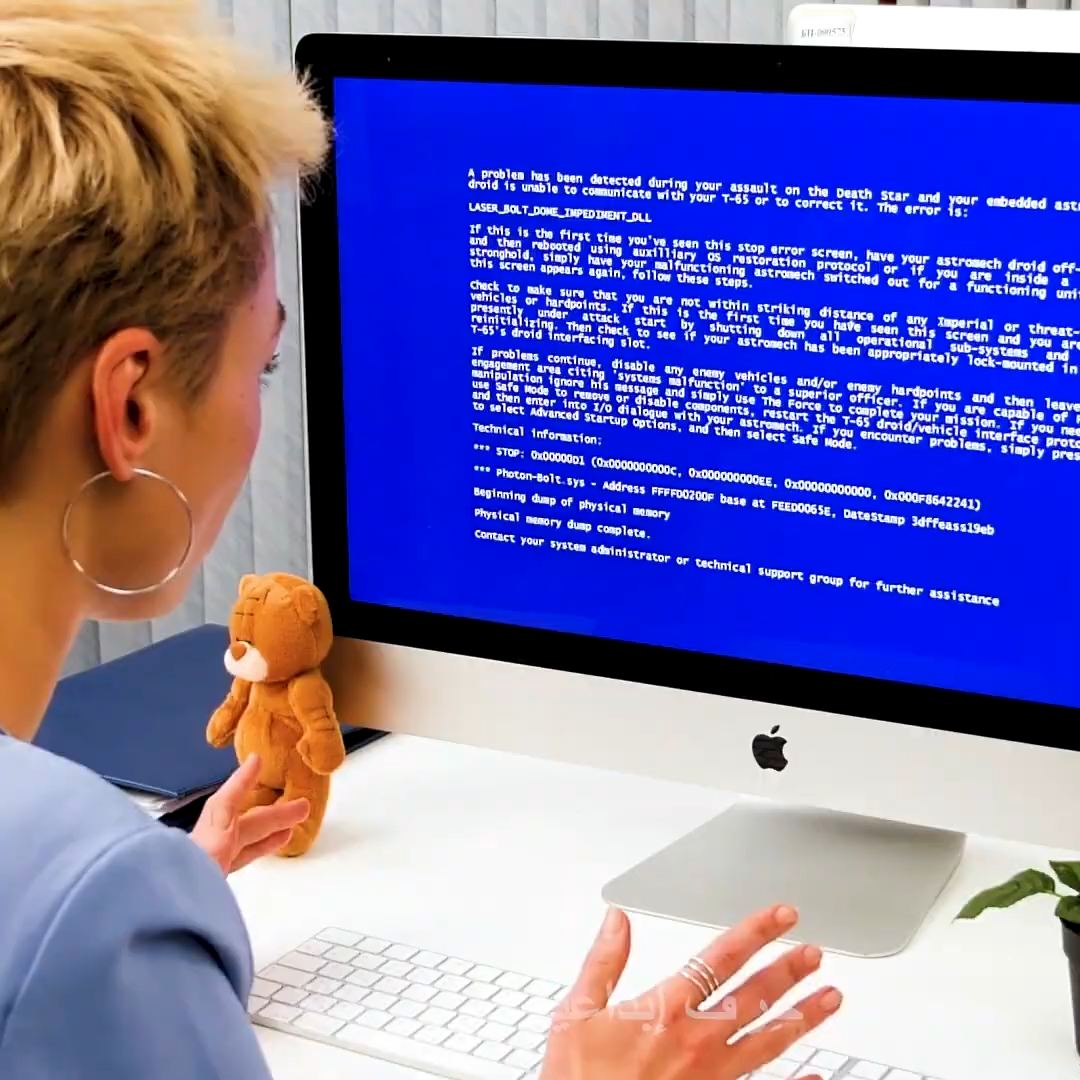 БП-000575
A problem has been detected during your assault on the Death Star and your embedded
droid is unable to communicate with your T-65 or to correct it. The error is:
LASER_BOLT_DOME_IMPEDIMENT_DLL
If this is the first time you've seen this stop error screen, have your astromech droid off-
and then rebooted using auxilliary OS restoration protocol or if you are inside a
stronghold, simply have your malfunctioning astromech switched out for a functioning
this screen appears again, follow these steps.
Check to make sure that you are not within striking distance of any Imperial or threat-
vehicles or hardpoints. If this is the first time you have seen this screen and you are
presently under attack start by shutting down all operational sub-systems and
reinitializing. Then check to see if your astromech has been appropriately lock-mounted in
T-65's droid interfacing slot.
If problems continue, disable any enemy vehicles and/or enemy hardpoints and then leave
engagement area citing 'systems malfunction' to a superior officer. If you are capable of
manipulation ignore his message and simply use The Force to complete your mission. If you
use Safe Mode to remove or disable components, restart the T-65 droid/vehicle interface
and then enter into I/O dialogue with your astromech. If you encounter problems, simply
to select Advanced Startup Options, and then select Safe Mode.
Technical information:
*** STOP: 0x00000D1 (0x0000000000C, 0x000000000EE, 0x00000000000, 0x000F8642241)
*** Photon-Bolt.sys - Address FFFFD0200F base at FEED0065E, DateStamp 3dffeass19eb
Beginning dump of physical memory
Physical memory dump complete.
Contact your system administrator or technical support group for further assistance